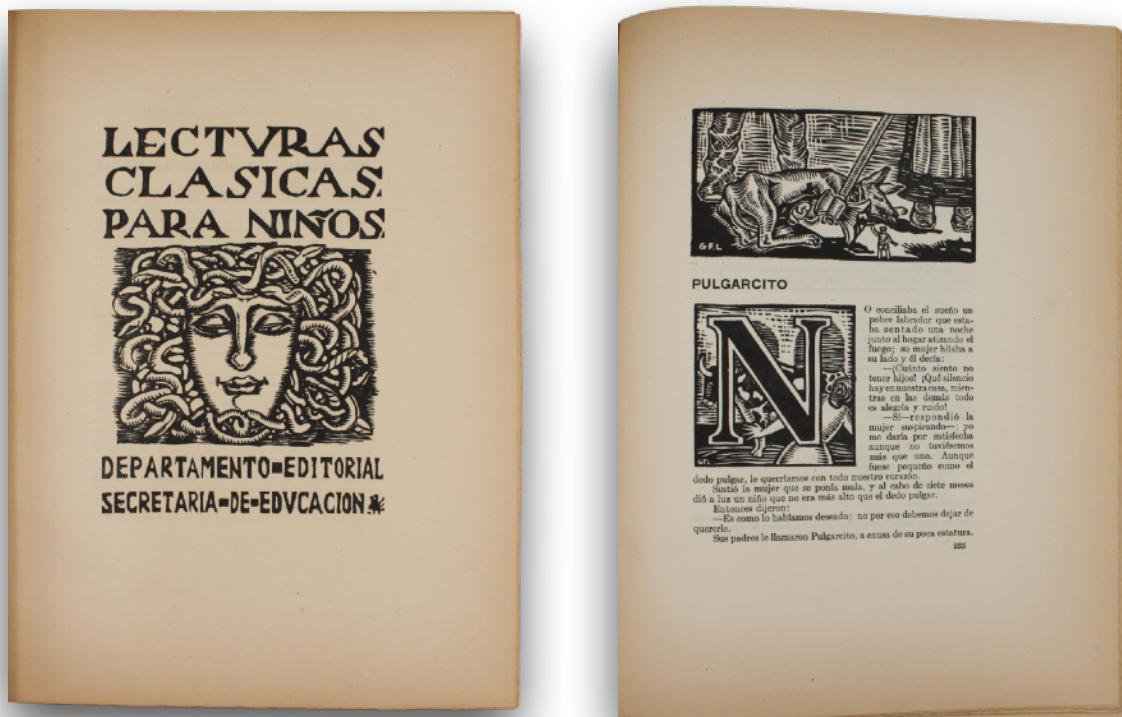 LECTVRAS
CLASICAS
PARA NIÑOS
DEPARTAMENTO=EDITORIAL
SECRETARIA=DE=EDVCACION
G.F.L
PULGARCITO
N
O conciliaba el sueño un
pobre labrador que esta-
ba sentado una noche
junto al hogar atizando el
fuego; su mujer hilaba a
su lado y él decía:
—¡Cuánto siento no
tener hijos! ¡Qué silencio
hay en nuestra casa, mien-
tras en las demás todo
es alegría y ruido!
—Sí—respondió la
mujer suspirando—; yo
me daría por satisfecha
aunque no tuviésemos
más que uno. Aunque
fuese pequeño como el
dedo pulgar, le querríamos con todo nuestro corazón.
Sintió la mujer que se ponía mala, y al cabo de siete meses
dió a luz un niño que no era más alto que el dedo pulgar.
Entonces dijeron:
—Es como lo habíamos deseado; no por eso debemos dejar de
quererle.
Sus padres le llamaron Pulgarcito, a causa de su poca estatura.